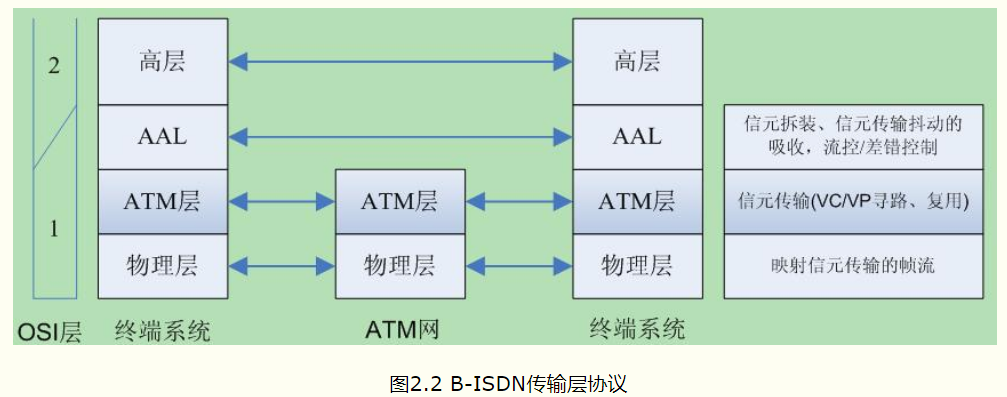 2
高层
高层
AAL
AAL
信元拆装、信元传输抖动的
吸收，流控/差错控制
1
ATM层
ATM层
ATM层
信元传输(VC/VP寻路、复用)
物理层
物理层
物理层
映射信元传输的帧流
OSI层
终端系统
ATM网
终端系统
图2.2 B-ISDN传输层协议